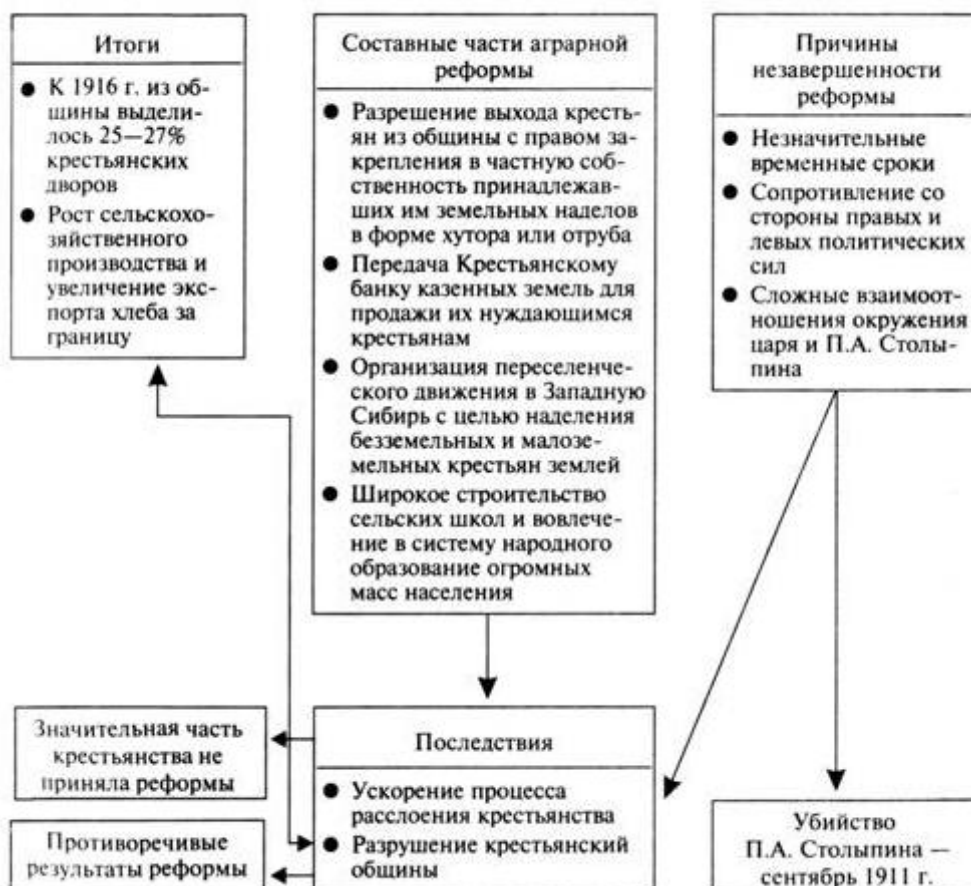 Итоги
● К 1916 г. из об-
щины выдели-
лось 25—27%
крестьянских
дворов
● Рост сельскохо-
зяйственного
производства и
увеличение экс-
порта хлеба за
границу
Составные части аграрной
реформы
● Разрешение выхода кресть-
ян из общины с правом за-
крепления в частную соб-
ственность принадлежав-
ших им земельных наделов
в форме хутора или отруба
● Передача Крестьянскому
банку казенных земель для
продажи их нуждающимся
крестьянам
● Организация переселенче-
ского движения в Западную
Сибирь с целью наделения
безземельных и малозе-
мельных крестьян землей
● Широкое строительство
сельских школ и вовлече-
ние в систему народного
образование огромных
масс населения
Причины
незавершенности
реформы
● Незначительные
временные сроки
● Сопротивление со
стороны правых и
левых политических
сил
● Сложные взаимоот-
ношения окружения
царя и П.А. Столы-
пина
Значительная часть
крестьянства не
приняла реформы
Противоречивые
результаты реформы
Последствия
● Ускорение процесса
расслоения крестьянства
● Разрушение крестьянский
общины
Убийство
П.А. Столыпина —
сентябрь 1911 г.